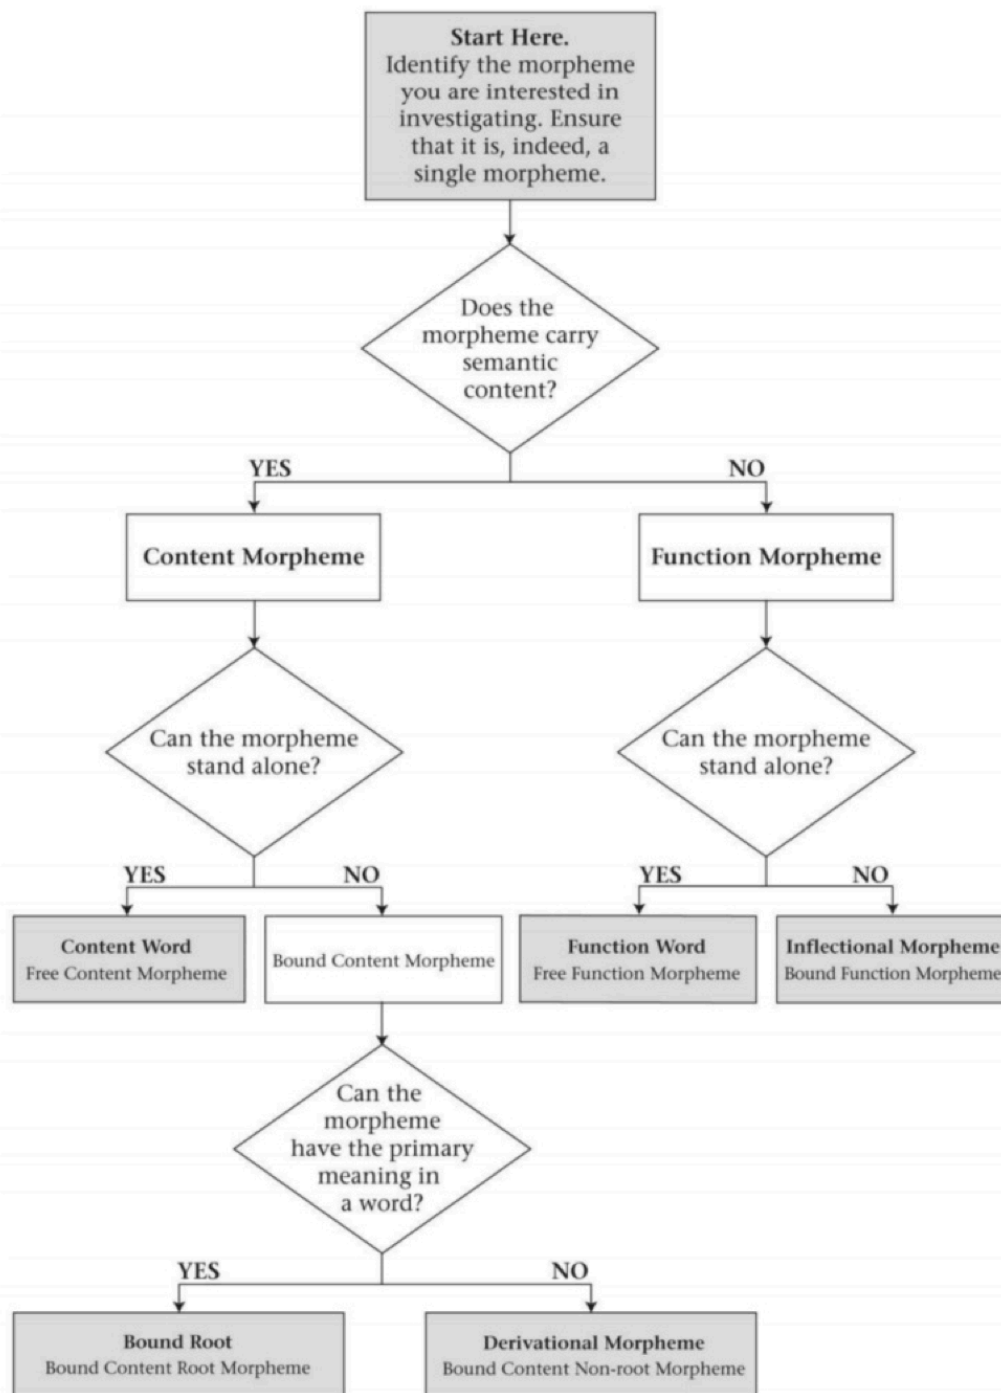 Start Here.
Identify the morpheme
you are interested in
investigating. Ensure
that it is, indeed, a
single morpheme.
Does the
morpheme carry
semantic
content?
YES
NO
Content Morpheme
Function Morpheme
Can the morpheme
stand alone?
Can the morpheme
stand alone?
YES
NO
YES
NO
Content Word
Free Content Morpheme
Bound Content Morpheme
Function Word
Free Function Morpheme
Inflectional Morpheme
Bound Function Morpheme
Can the
morpheme
have the primary
meaning in
a word?
YES
NO
Bound Root
Bound Content Root Morpheme
Derivational Morpheme
Bound Content Non-root Morpheme